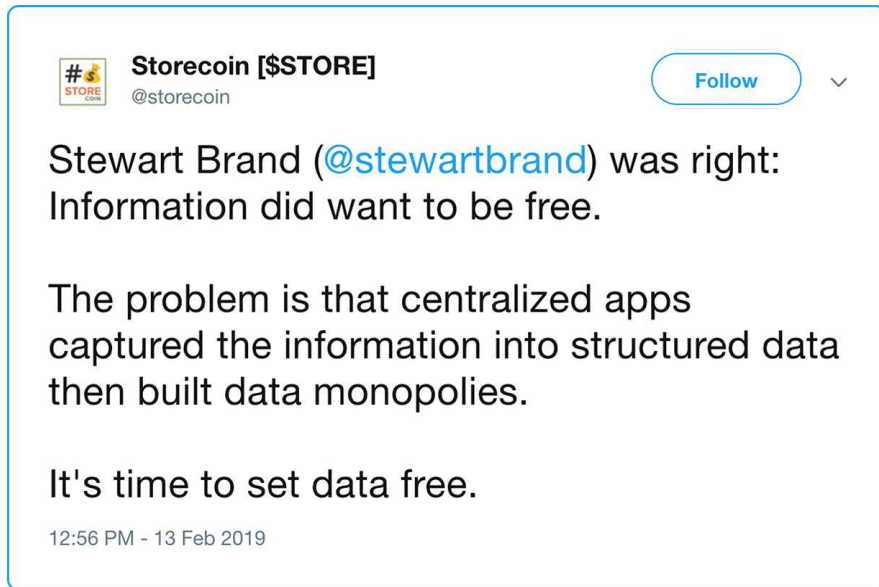 #
STORE
COIN
Storecoin [$STORE]
@storecoin
Follow
Stewart Brand (@stewartbrand) was right:
Information did want to be free.
The problem is that centralized apps
captured the information into structured data
then built data monopolies.
It's time to set data free.
12:56 PM - 13 Feb 2019